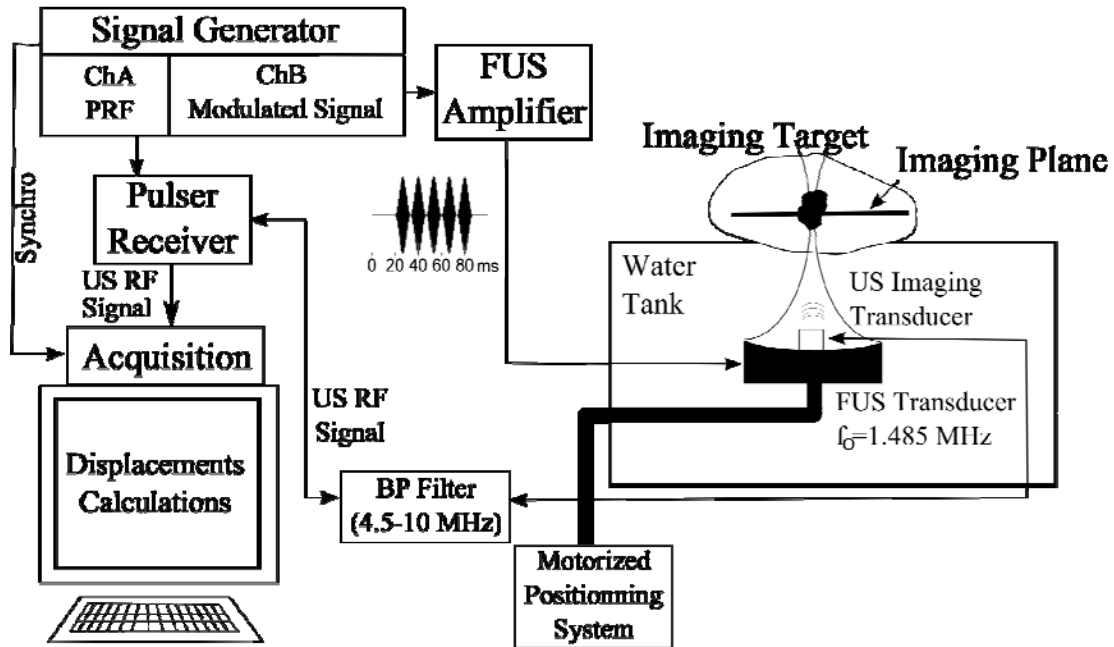 Signal Generator
ChA
PRF
ChB
Modulated Signal
FUS
Amplifier
Imaging Target
Imaging Plane
Synchro
Pulser
Receiver
0 20 40 60 80 ms
US RF
Signal
Water
Tank
US Imaging
Transducer
Acquisition
US RF
Signal
FUS Transducer
fo=1.485 MHz
Displacements
Calculations
BP Filter
(4.5-10 MHz)
Motorized
Positionning
System